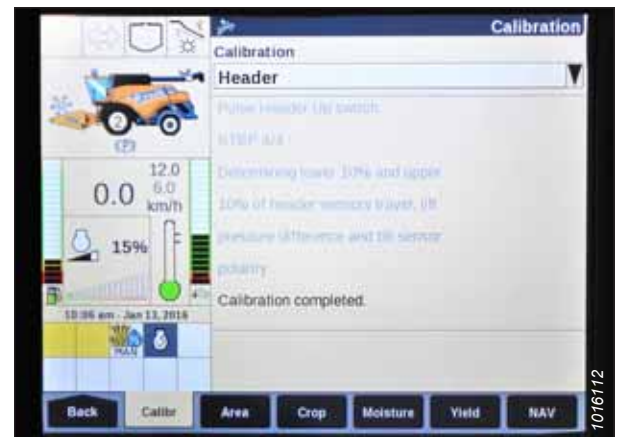 Calibration
Calibration
Header
Pulse Header Up switch.
STEP 4/4
Determining lower 10% and upper
10% of header sensors travel, lift
pressure difference and tilt sensor
polarity.
Calibration completed.
2
(P)
12.0
0.0 6.0
km/h
15%
10:06 am - Jan 13, 2016
MAN
Back Calibr Area Crop Moisture Yield NAV
1016112